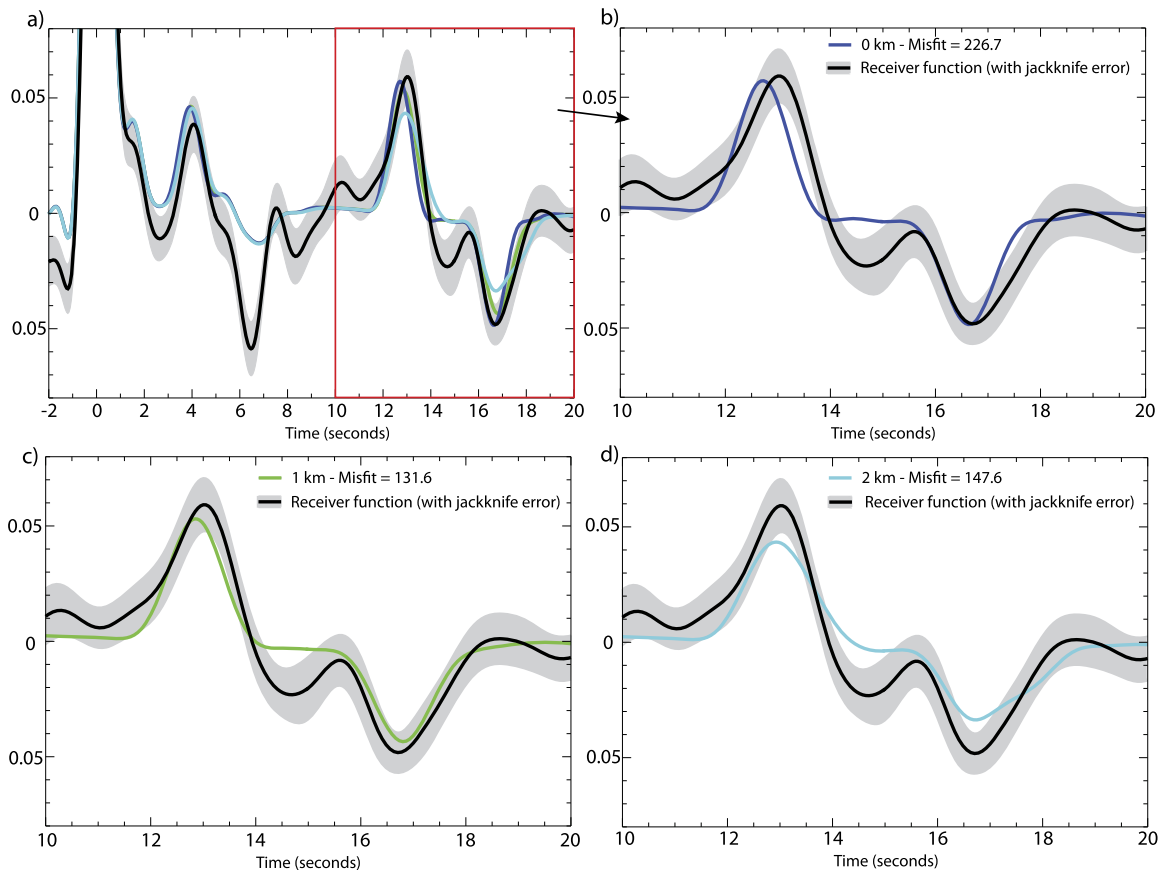 a)
0.05
0
0.05
-2 0 2 4 6 8 10 12 14 16 18 20
Time (seconds)
b)
0 km - Misfit = 226.7
Receiver function (with jackknife error)
0.05
0
0.05
10 12 14 16 18 20
Time (seconds)
c)
1 km - Misfit = 131.6
Receiver function (with jackknife error)
0.05
0
0.05
10 12 14 16 18 20
Time (seconds)
d)
2 km - Misfit = 147.6
Receiver function (with jackknife error)
0.05
0
0.05
10 12 14 16 18 20
Time (seconds)